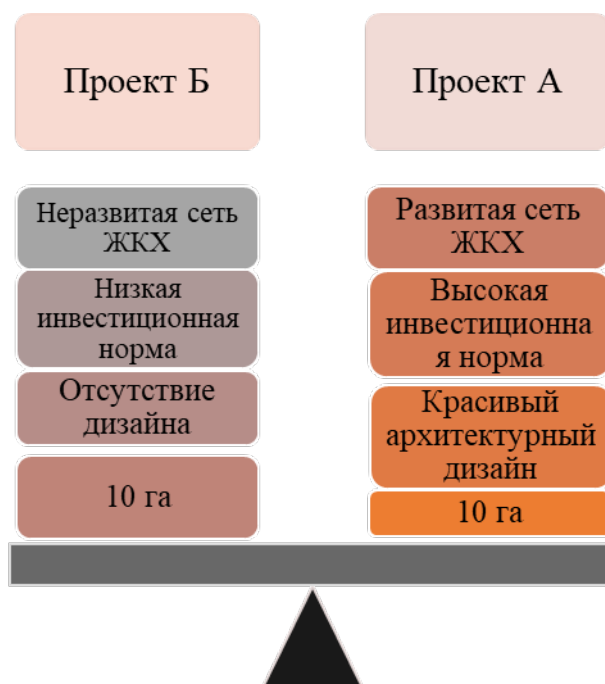 Проект Б
Неразвитая сеть
ЖКХ
Низкая
инвестиционная
норма
Отсутствие
дизайна
10 га
Проект А
Развитая сеть
ЖКХ
Высокая
инвестиционна
я норма
Красивый
архитектурный
дизайн
10 га